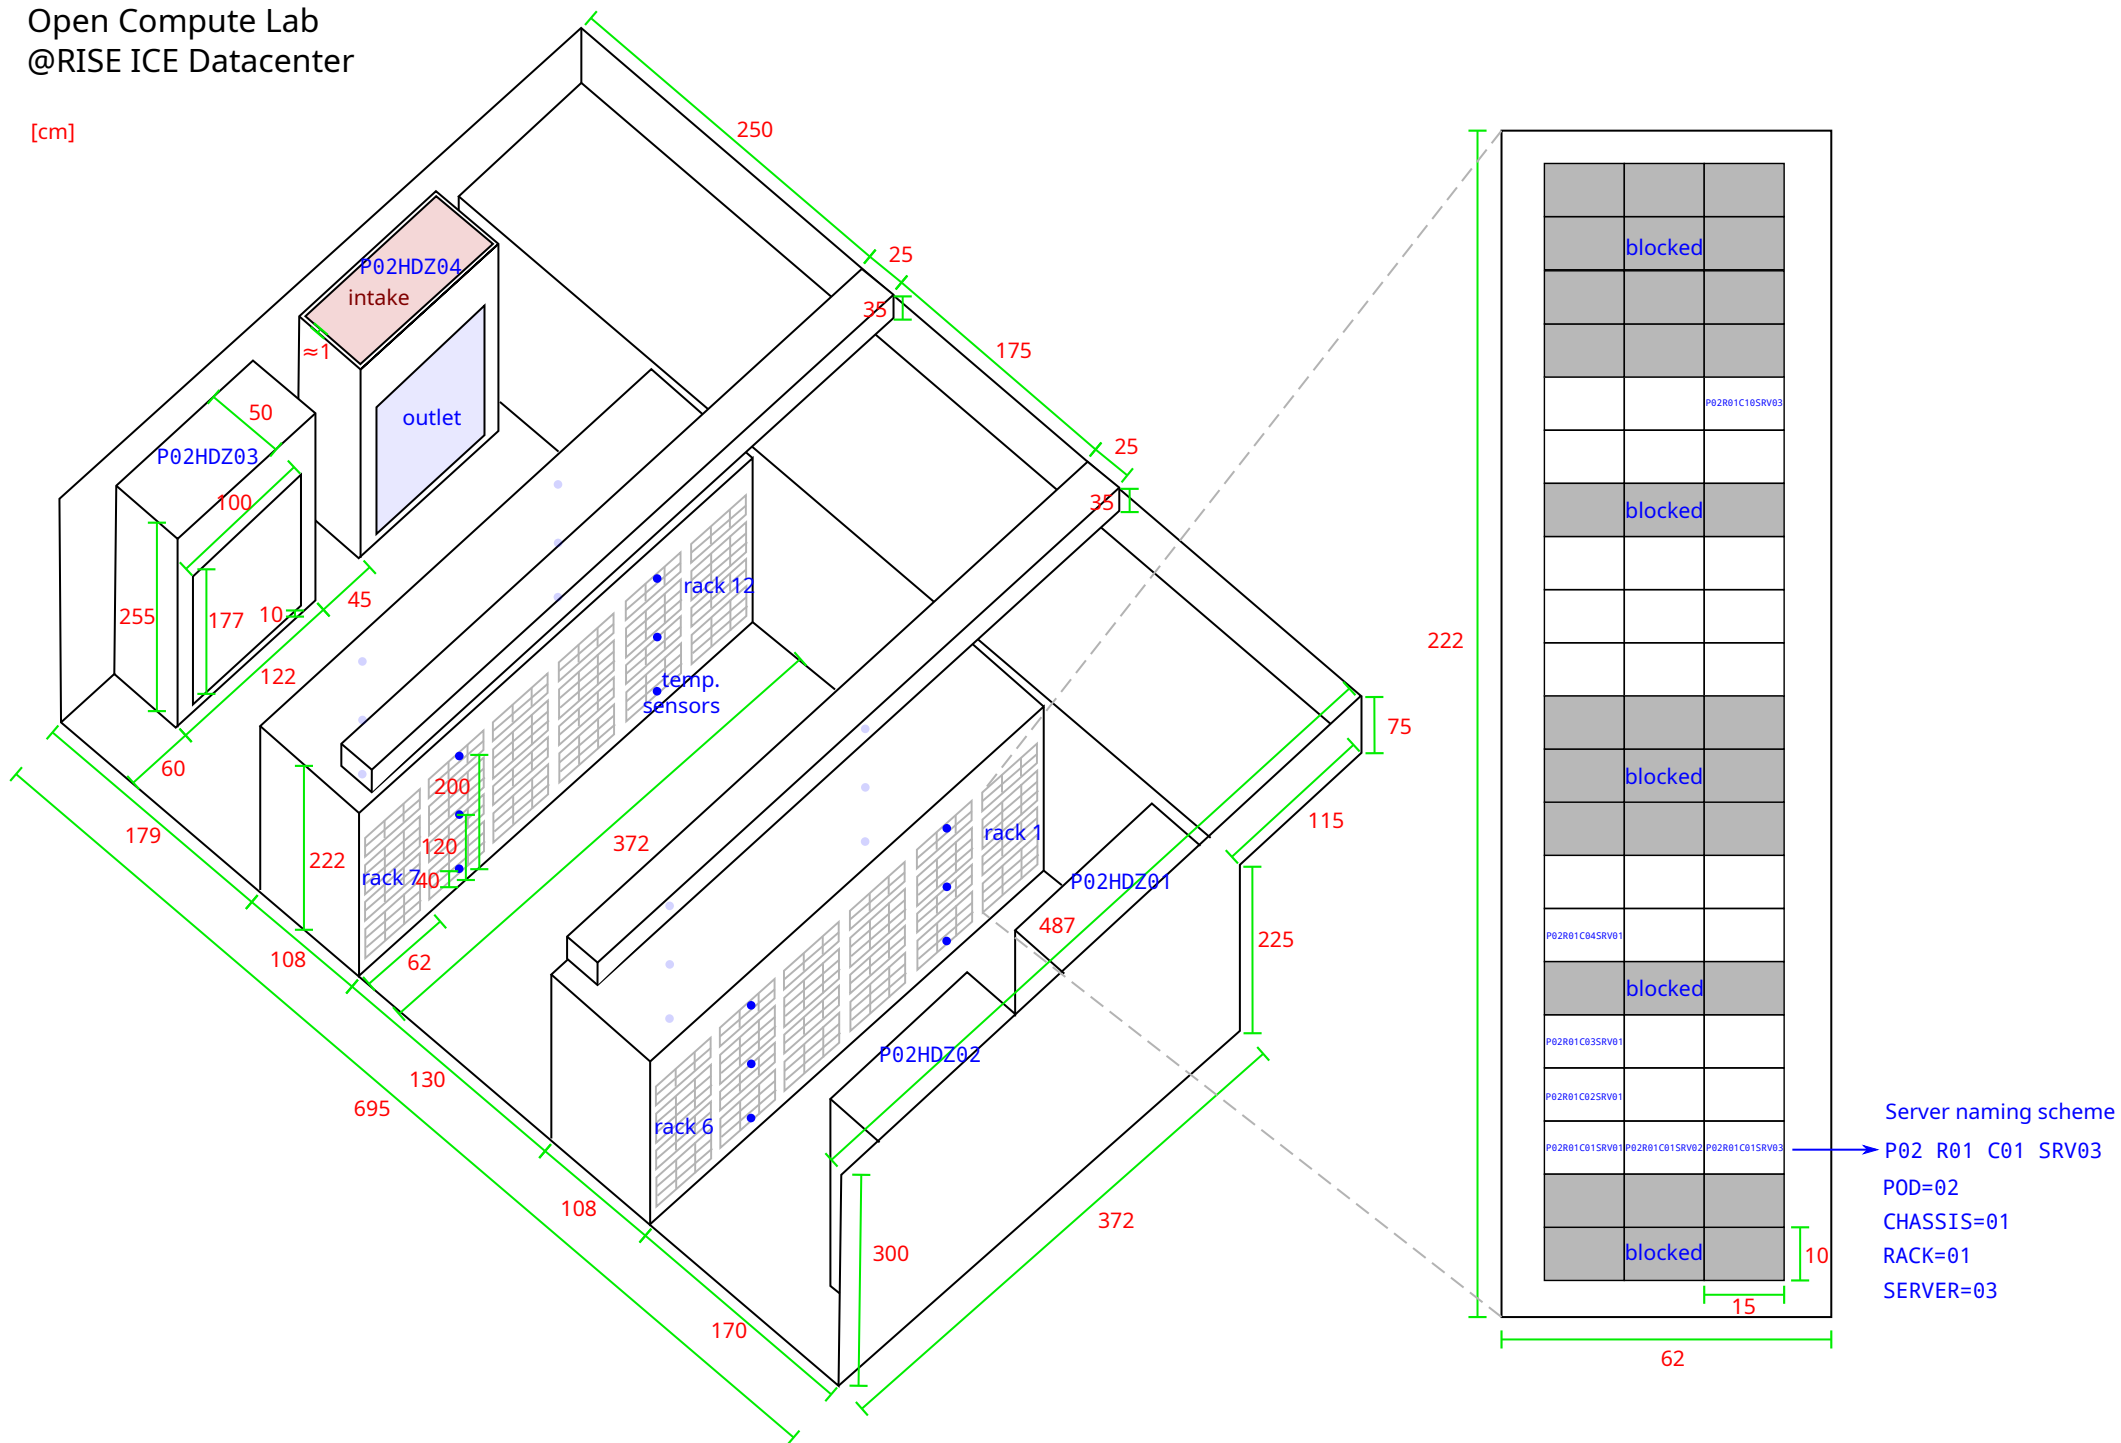 Open Compute Lab
@RISE ICE Datacenter
[cm]
250
25
35
175
25
35
P02HDZ04
intake
≈1
outlet
50
P02HDZ03
100
255
177
10
45
122
60
179
222
108
rack 12
temp.
sensors
200
120
40
rack 7
62
372
130
695
rack 1
P02HDZ01
487
75
115
225
P02HDZ02
rack 6
108
300
372
170
222
blocked
P02R01C10SRV03
blocked
blocked
P02R01C04SRV01
blocked
P02R01C03SRV01
P02R01C02SRV01
P02R01C01SRV01 P02R01C01SRV02 P02R01C01SRV03
blocked
10
15
62
Server naming scheme
P02 R01 C01 SRV03
POD=02
CHASSIS=01
RACK=01
SERVER=03